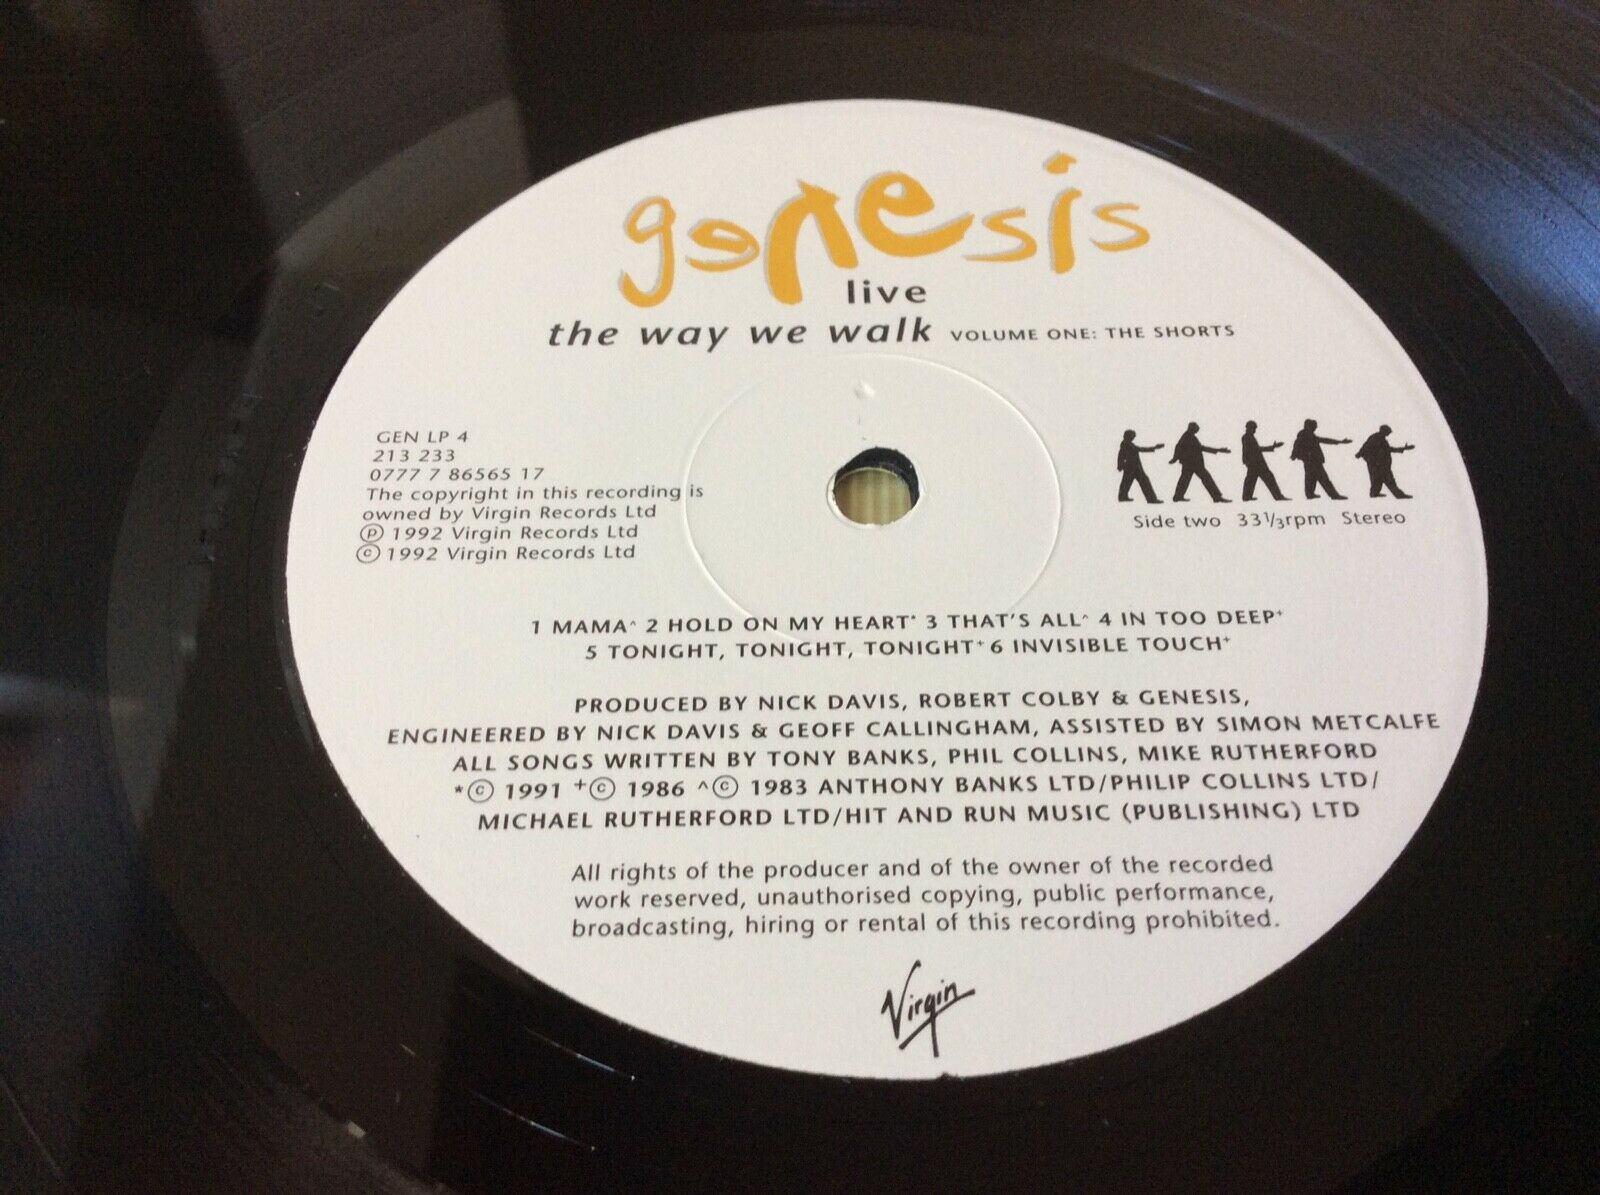 genesis
live
the way we walk VOLUME ONE: THE SHORTS
GEN LP 4
213 233
0777 7 86565 17
The copyright in this recording is
owned by Virgin Records Ltd
℗ 1992 Virgin Records Ltd
© 1992 Virgin Records Ltd
Side two 33⅓rpm Stereo
1 MAMA^ 2 HOLD ON MY HEART* 3 THAT'S ALL^ 4 IN TOO DEEP+
5 TONIGHT, TONIGHT, TONIGHT+ 6 INVISIBLE TOUCH+
PRODUCED BY NICK DAVIS, ROBERT COLBY & GENESIS,
ENGINEERED BY NICK DAVIS & GEOFF CALLINGHAM, ASSISTED BY SIMON METCALFE
ALL SONGS WRITTEN BY TONY BANKS, PHIL COLLINS, MIKE RUTHERFORD
*© 1991 +© 1986 ^© 1983 ANTHONY BANKS LTD/PHILIP COLLINS LTD/
MICHAEL RUTHERFORD LTD/HIT AND RUN MUSIC (PUBLISHING) LTD
All rights of the producer and of the owner of the recorded
work reserved, unauthorised copying, public performance,
broadcasting, hiring or rental of this recording prohibited.
Virgin